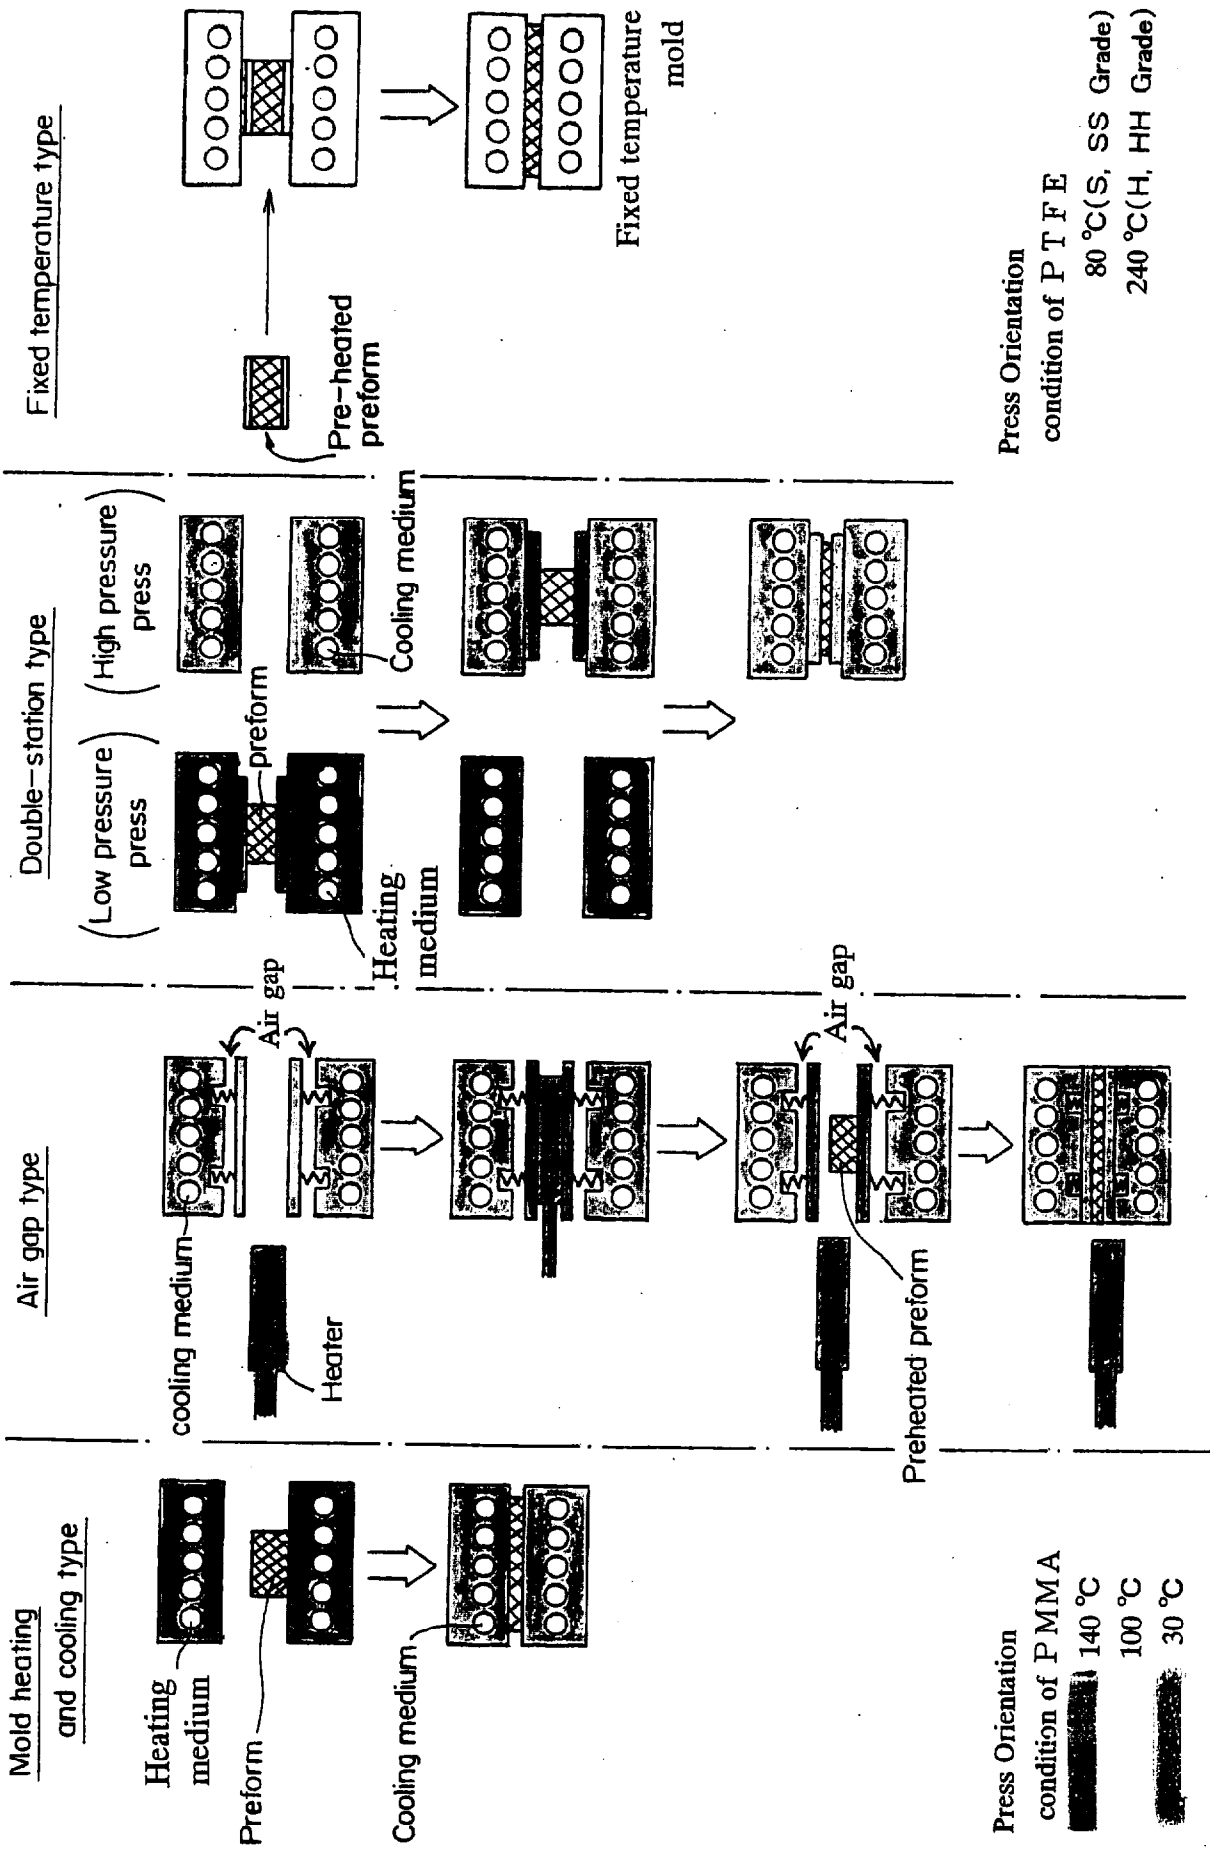 Mold heating
and cooling type
Heating
medium
Preform
Cooling medium
Press Orientation
condition of PMMA
140 °C
100 °C
30 °C
Air gap type
cooling medium
Heater
Air gap
Air gap
Preheated preform
Double-station type
(Low pressure
press)
(High pressure
press)
preform
Heating
medium
Cooling medium
Fixed temperature type
Pre-heated
preform
Fixed temperature
mold
Press Orientation
condition of PTFE
80 °C(S, SS Grade)
240 °C(H, HH Grade)